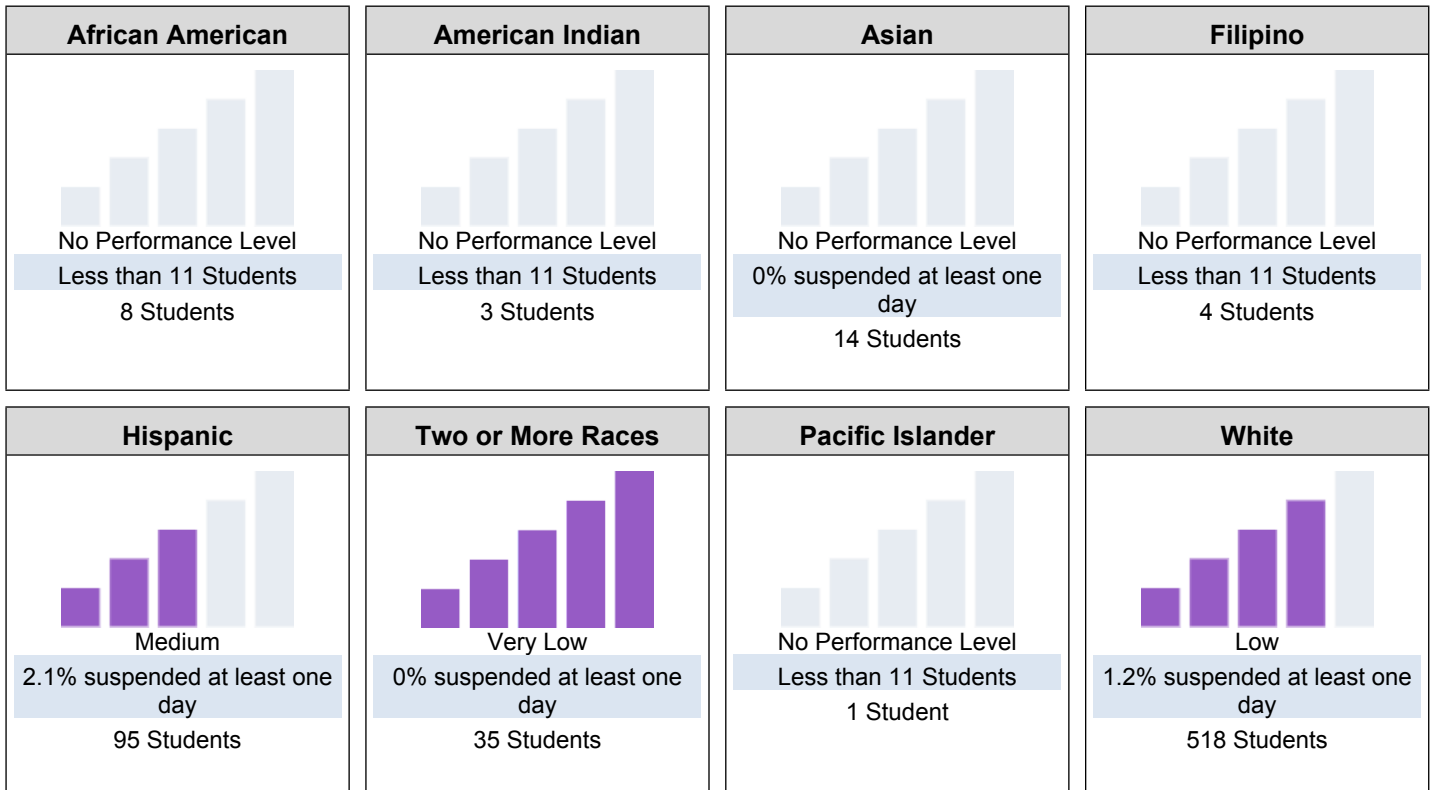 African American
No Performance Level
Less than 11 Students
8 Students
American Indian
No Performance Level
Less than 11 Students
3 Students
Asian
No Performance Level
0% suspended at least one
day
14 Students
Filipino
No Performance Level
Less than 11 Students
4 Students
Hispanic
Medium
2.1% suspended at least one
day
95 Students
Two or More Races
Very Low
0% suspended at least one
day
35 Students
Pacific Islander
No Performance Level
Less than 11 Students
1 Student
White
Low
1.2% suspended at least one
day
518 Students